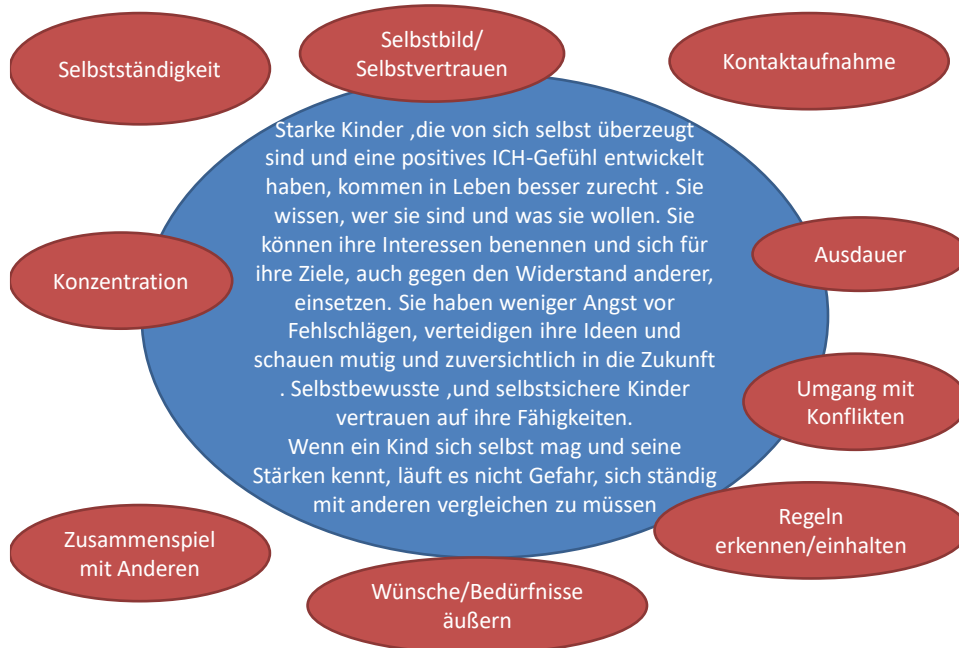 Selbstständigkeit
Selbstbild/
Selbstvertrauen
Kontaktaufnahme
Starke Kinder ,die von sich selbst überzeugt
sind und eine positives ICH-Gefühl entwickelt
haben, kommen in Leben besser zurecht . Sie
wissen, wer sie sind und was sie wollen. Sie
können ihre Interessen benennen und sich für
ihre Ziele, auch gegen den Widerstand anderer,
einsetzen. Sie haben weniger Angst vor
Fehlschlägen, verteidigen ihre Ideen und
schauen mutig und zuversichtlich in die Zukunft
. Selbstbewusste ,und selbstsichere Kinder
vertrauen auf ihre Fähigkeiten.
Wenn ein Kind sich selbst mag und seine
Stärken kennt, läuft es nicht Gefahr, sich ständig
mit anderen vergleichen zu müssen
Konzentration
Ausdauer
Umgang mit
Konflikten
Regeln
erkennen/einhalten
Zusammenspiel
mit Anderen
Wünsche/Bedürfnisse
äußern